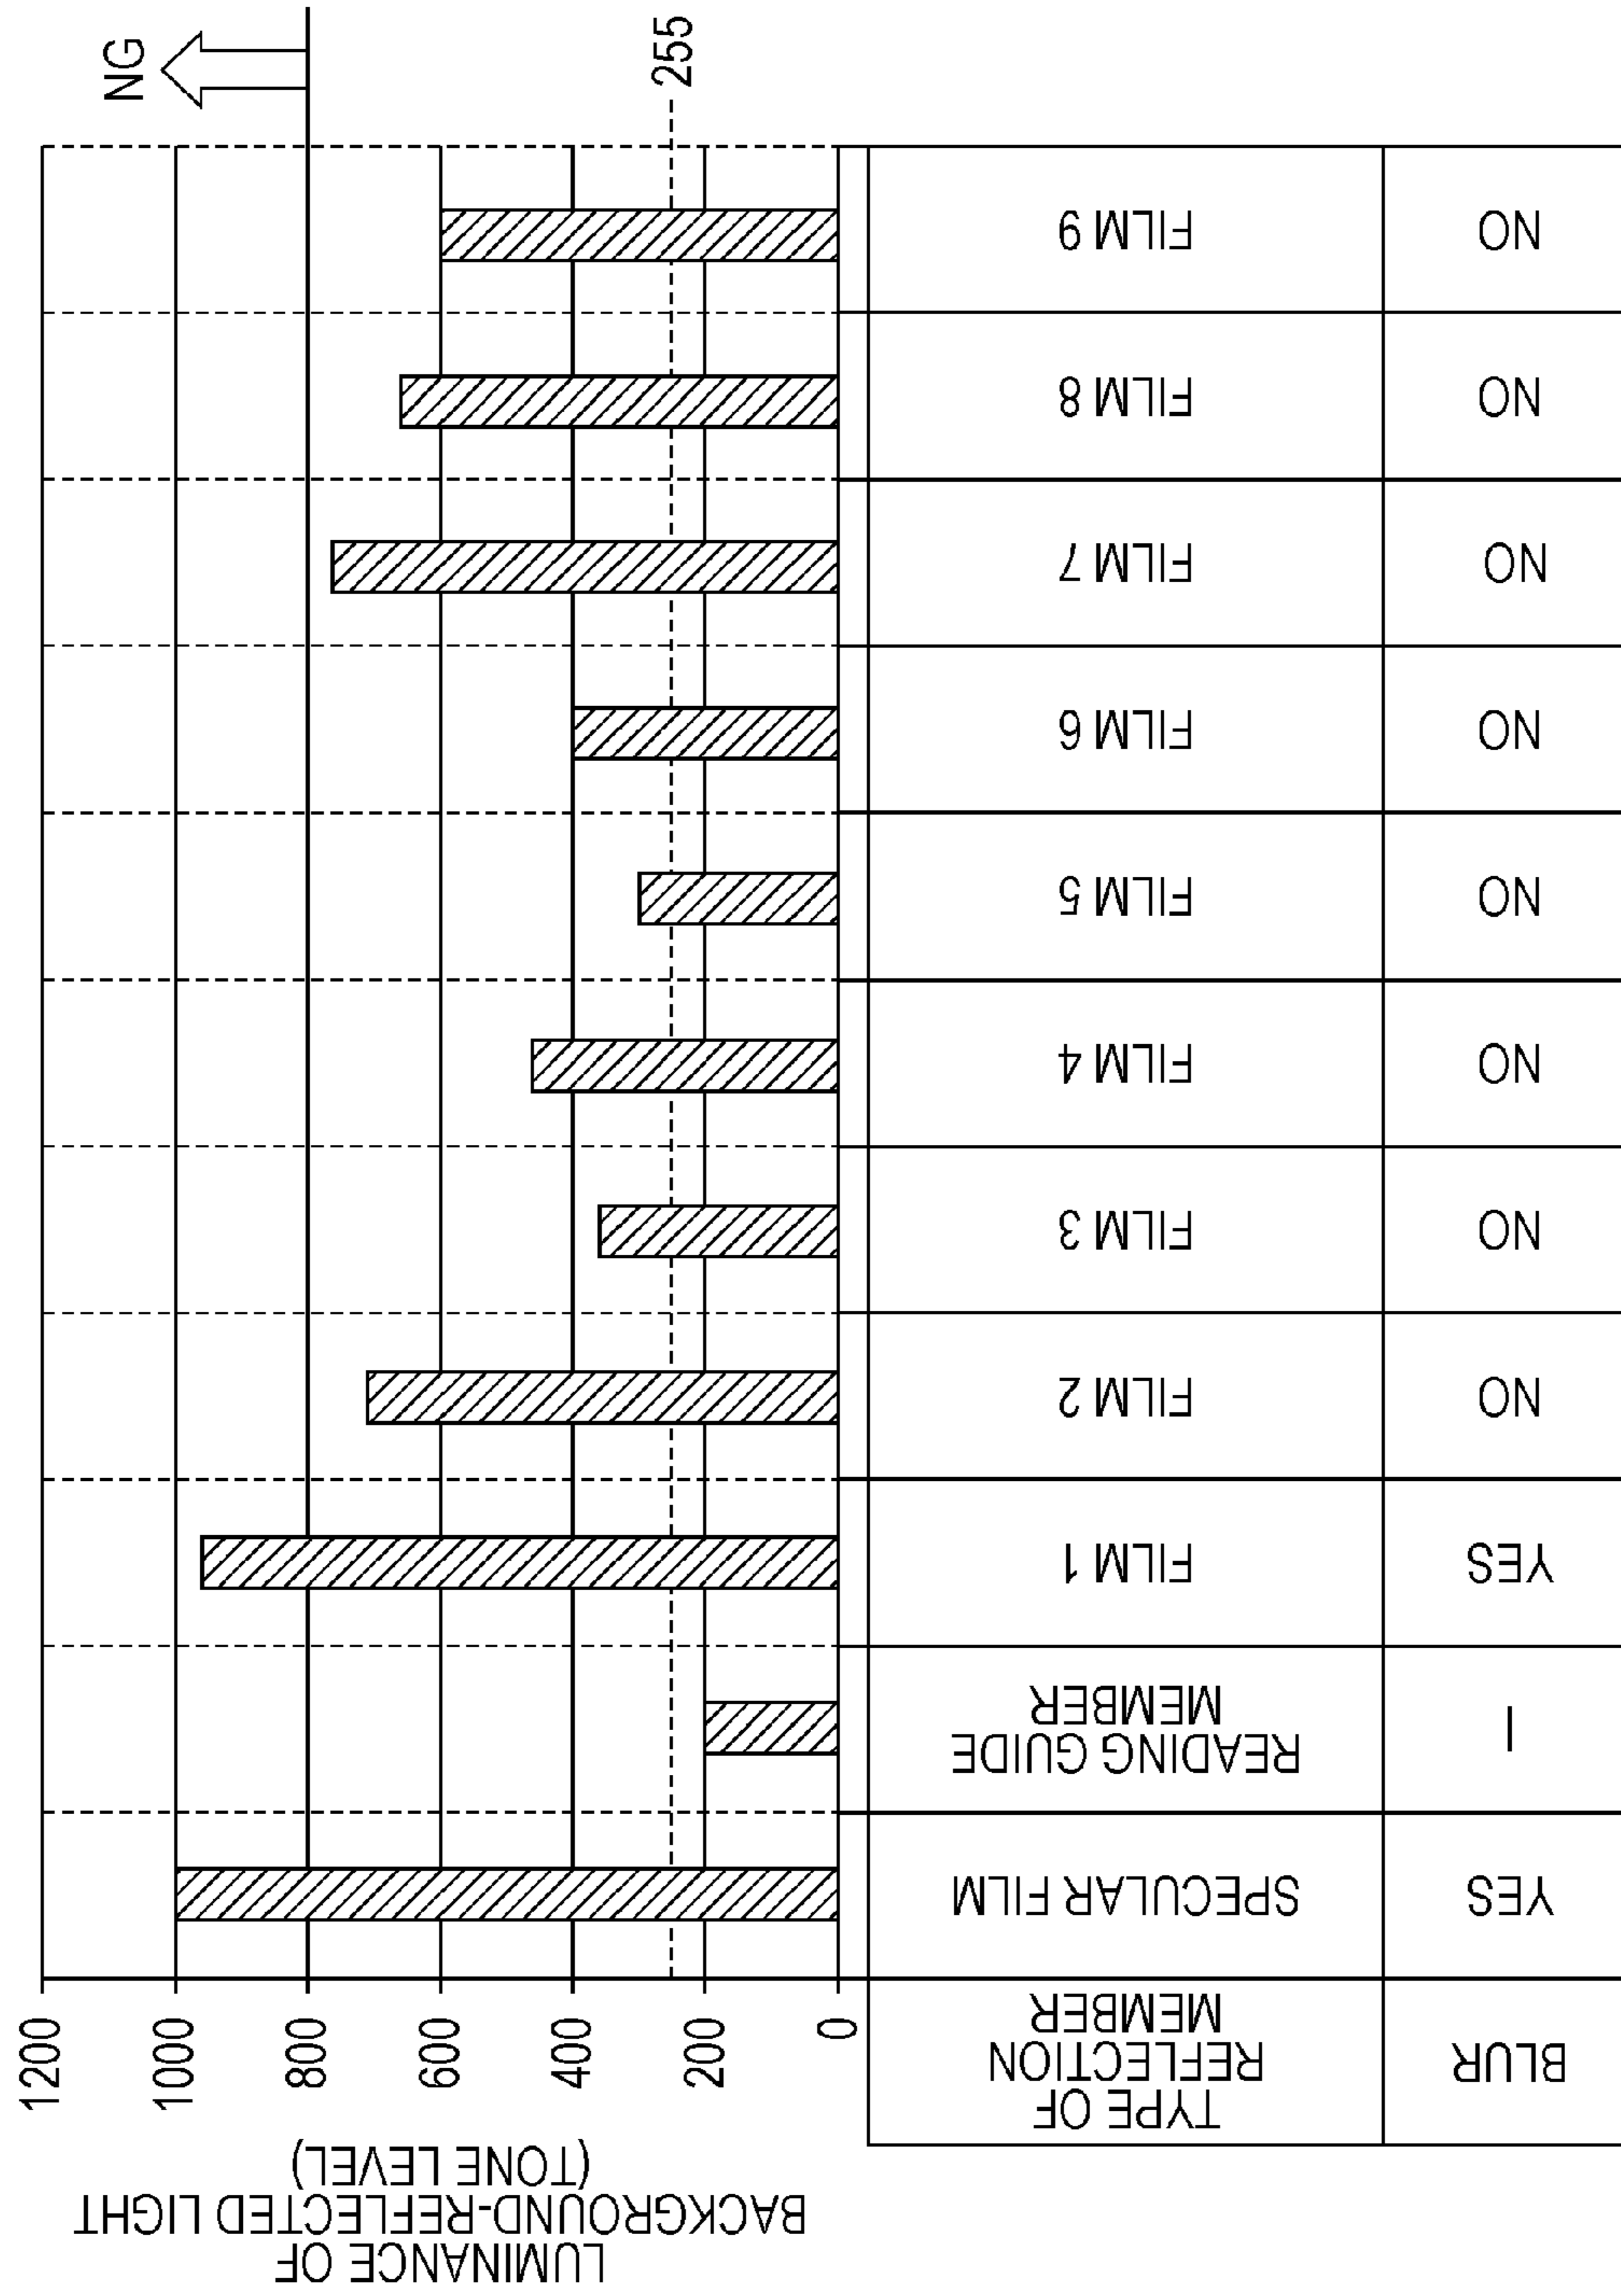 LUMINANCE OF
BACKGROUND-REFLECTED LIGHT
(TONE LEVEL)
1200
1000
800
600
400
200
0
NG
255
TYPE OF
REFLECTION
MEMBER
SPECULAR FILM
READING GUIDE
MEMBER
FILM 1
FILM 2
FILM 3
FILM 4
FILM 5
FILM 6
FILM 7
FILM 8
FILM 9
BLUR
YES
—
YES
NO
NO
NO
NO
NO
NO
NO
NO